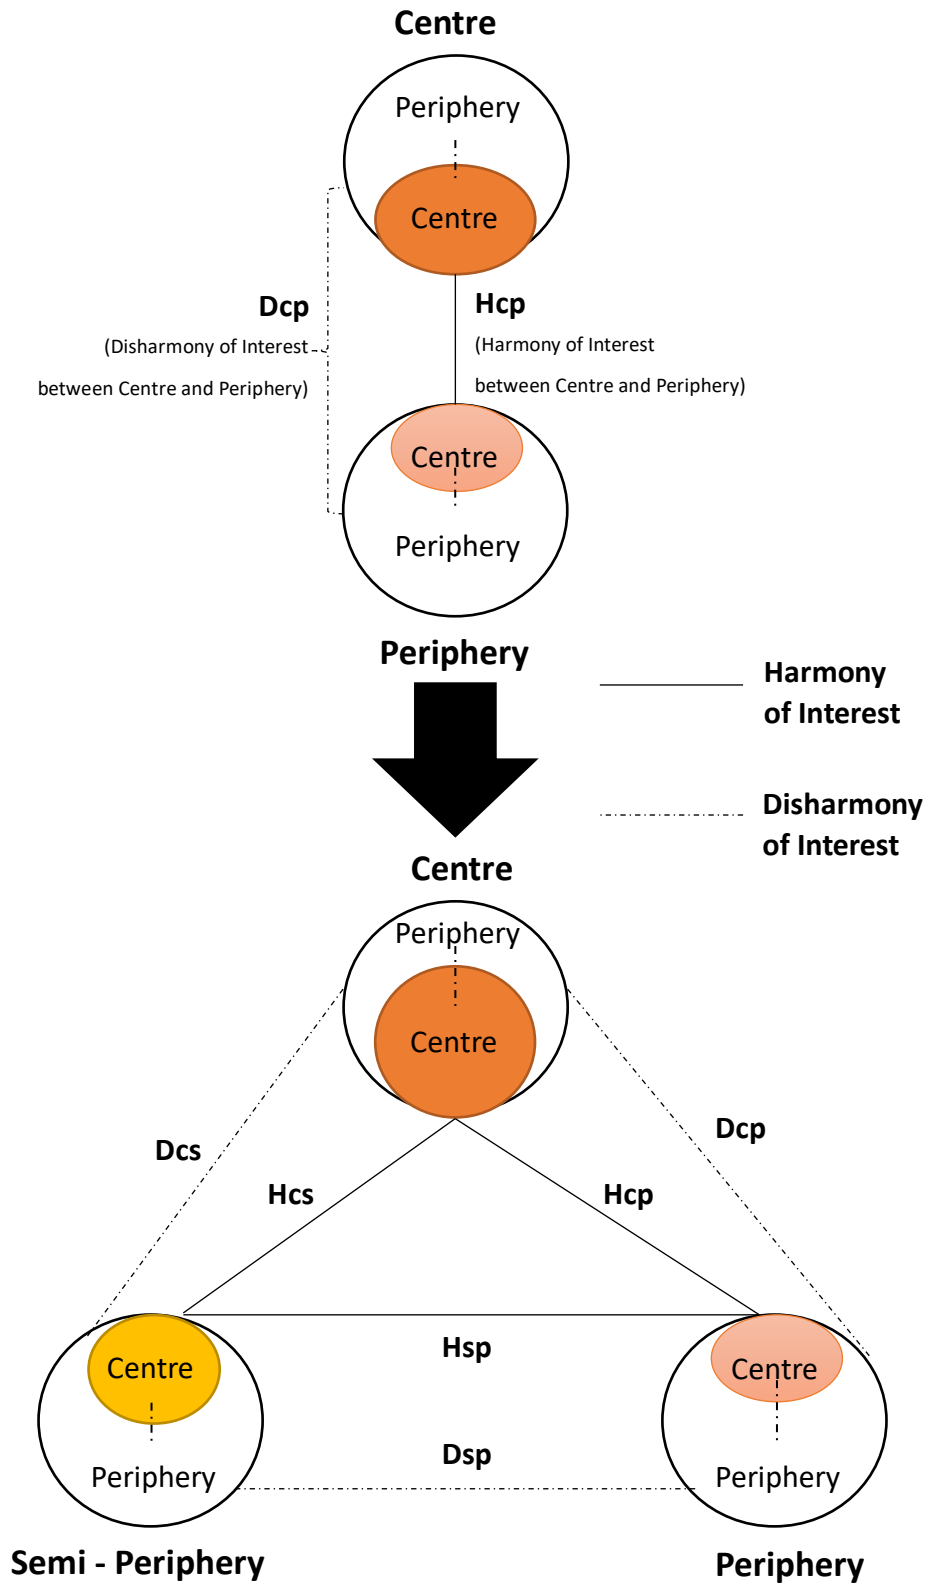 Centre
Periphery
Centre
Dcp
(Disharmony of Interest
between Centre and Periphery)
Hcp
(Harmony of Interest
between Centre and Periphery)
Centre
Periphery
Periphery
Harmony
of Interest
Disharmony
of Interest
Centre
Periphery
Centre
Dcs
Dcp
Hcs
Hcp
Hsp
Centre
Centre
Dsp
Periphery
Periphery
Semi - Periphery
Periphery